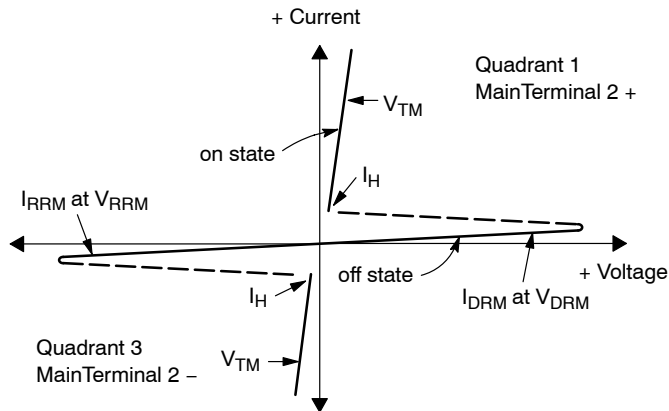 + Current
Quadrant 1
MainTerminal 2 +
VTM
on state
IH
IRRM at VRRM
+ Voltage
off state
IDRM at VDRM
IH
Quadrant 3
MainTerminal 2 −
VTM